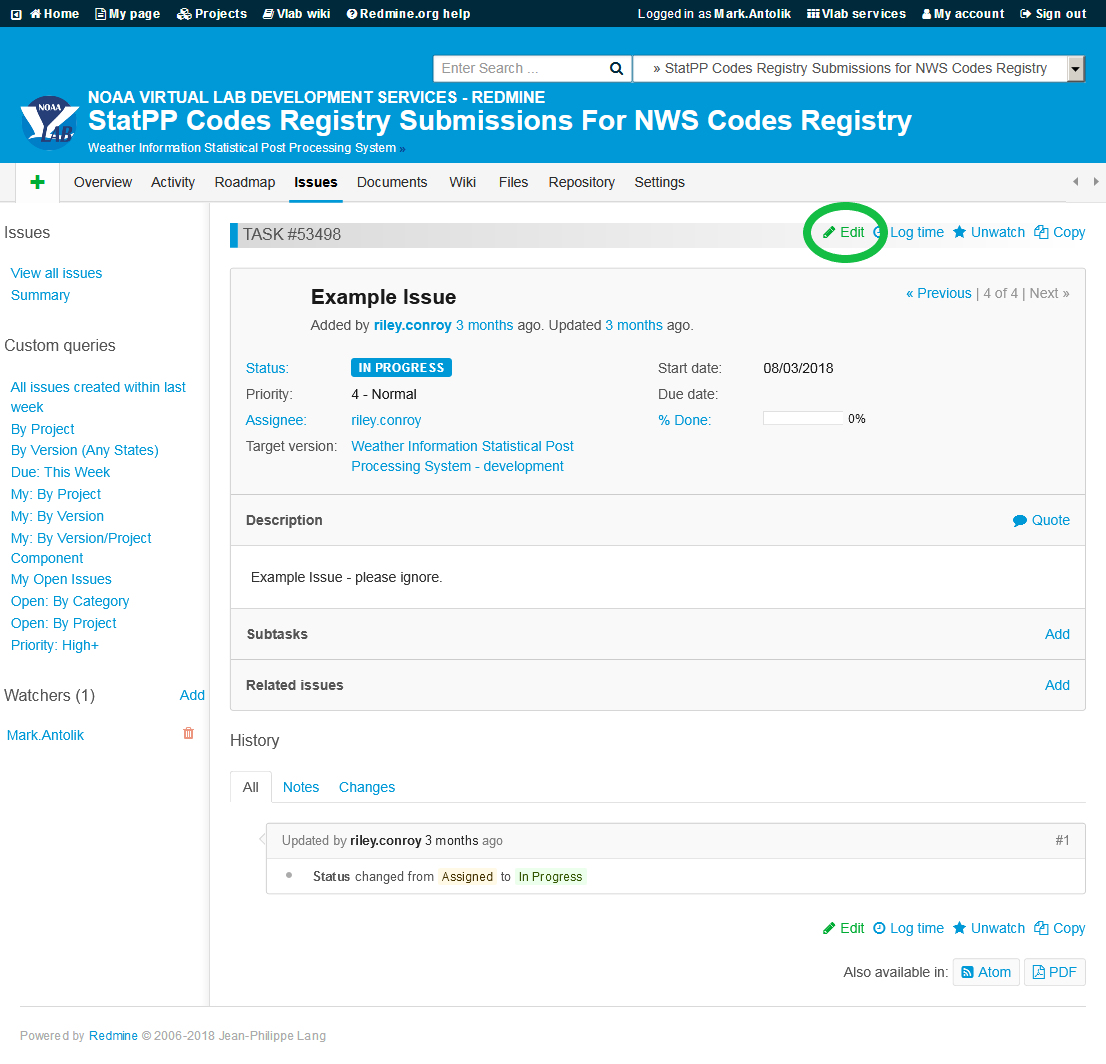 Home My page Projects Vlab wiki Redmine.org help Logged in as Mark.Antolik Vlab services My account Sign out
Enter Search ... » StatPP Codes Registry Submissions for NWS Codes Registry
NOAA LAB
NOAA VIRTUAL LAB DEVELOPMENT SERVICES - REDMINE
StatPP Codes Registry Submissions For NWS Codes Registry
Weather Information Statistical Post Processing System »
Overview Activity Roadmap Issues Documents Wiki Files Repository Settings
Issues
View all issues
Summary
Custom queries
All issues created within last
week
By Project
By Version (Any States)
Due: This Week
My: By Project
My: By Version
My: By Version/Project
Component
My Open Issues
Open: By Category
Open: By Project
Priority: High+
Watchers (1) Add
Mark.Antolik
TASK #53498 Edit Log time Unwatch Copy
Example Issue
« Previous | 4 of 4 | Next »
Added by riley.conroy 3 months ago. Updated 3 months ago.
Status: IN PROGRESS Start date: 08/03/2018
Priority: 4 - Normal Due date:
Assignee: riley.conroy % Done: 0%
Target version: Weather Information Statistical Post
Processing System - development
Description Quote
Example Issue - please ignore.
Subtasks Add
Related issues Add
History
All Notes Changes
Updated by riley.conroy 3 months ago #1
Status changed from Assigned to In Progress
Edit Log time Unwatch Copy
Also available in: Atom PDF
Powered by Redmine © 2006-2018 Jean-Philippe Lang